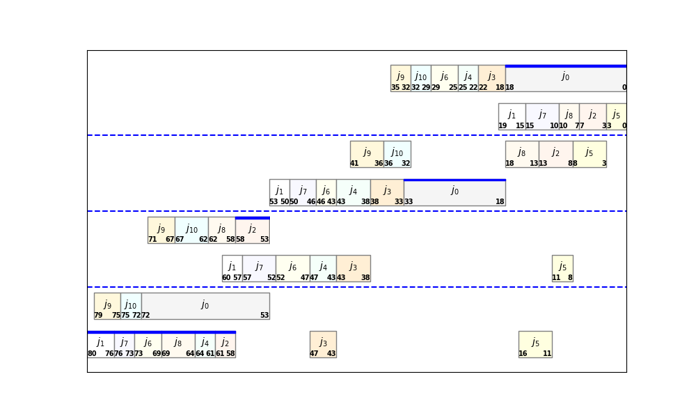 j9 j10 j6 j4 j3 j0
35 32 32 29 29 25 25 22 22 18 18 0
j1 j7 j8 j2 j5
19 15 15 10 10 7 7 3 3 0
j9 j10 j8 j2 j5
41 36 36 32 18 13 13 8 8 3
j1 j7 j6 j4 j3 j0
53 50 50 46 46 43 43 38 38 33 33 18
j9 j10 j8 j2
71 67 67 62 62 58 58 53
j1 j7 j6 j4 j3 j5
60 57 57 52 52 47 47 43 43 38 11 8
j9 j10 j0
79 75 75 72 72 53
j1 j7 j6 j8 j4 j2 j3 j5
80 76 76 73 73 69 69 64 64 61 61 58 47 43 16 11